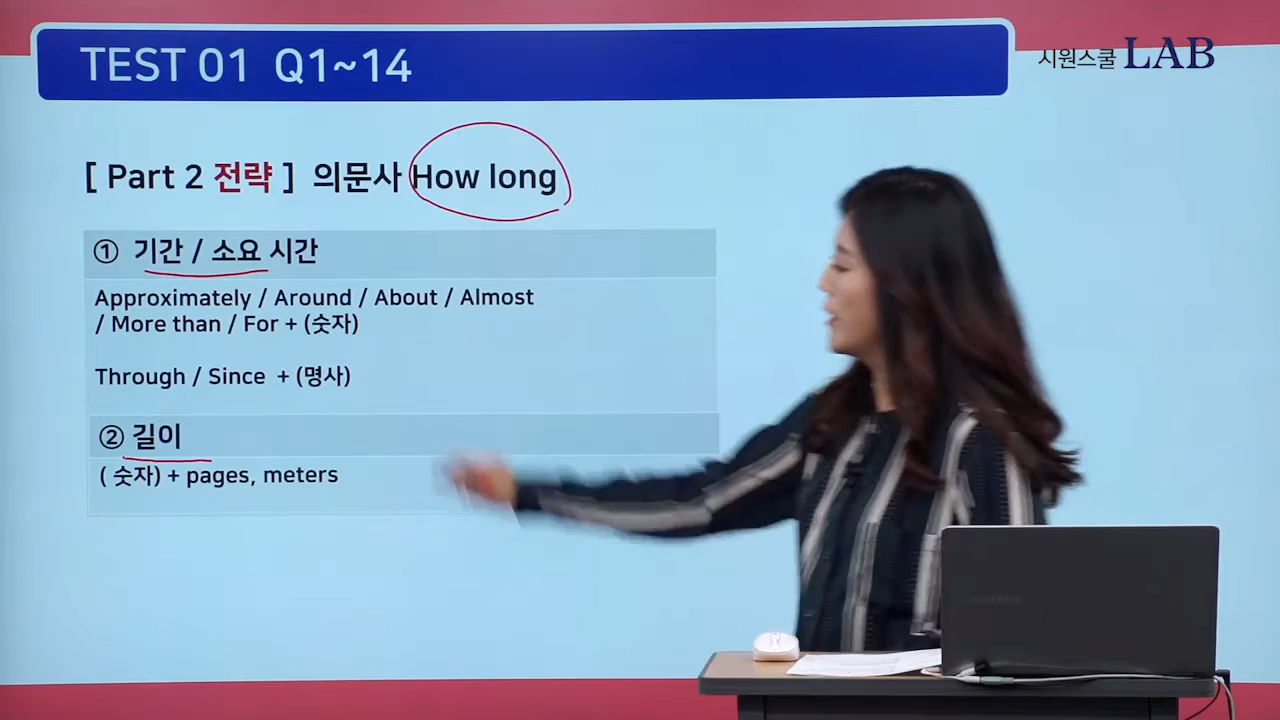 TEST 01 Q1~14
시원스쿨 LAB
[ Part 2 전략 ] 의문사 How long
① 기간 / 소요 시간
Approximately / Around / About / Almost
/ More than / For + (숫자)
Through / Since + (명사)
② 길이
( 숫자) + pages, meters